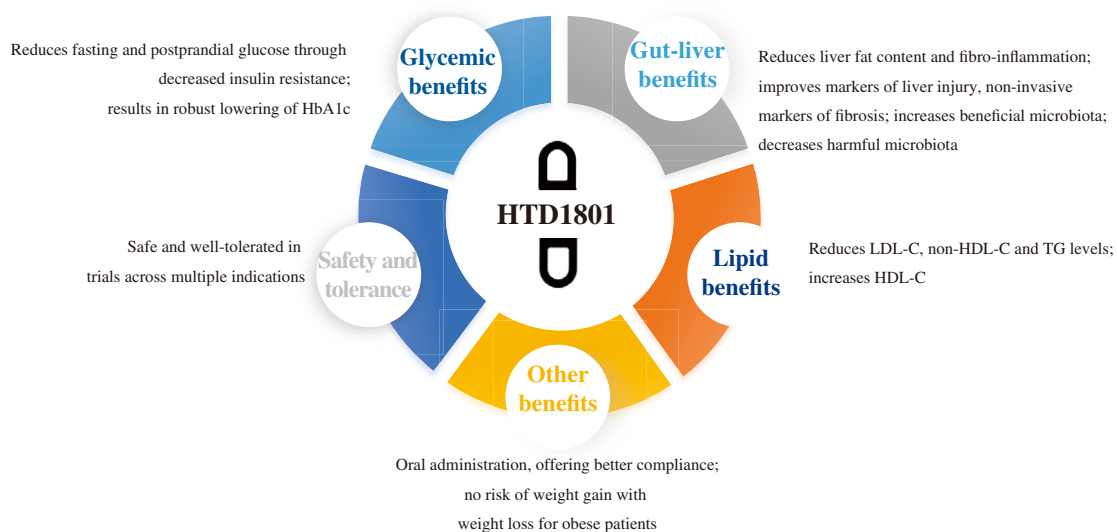 Glycemic
benefits
Reduces fasting and postprandial glucose through
decreased insulin resistance;
results in robust lowering of HbA1c
Gut-liver
benefits
Reduces liver fat content and fibro-inflammation;
improves markers of liver injury, non-invasive
markers of fibrosis; increases beneficial microbiota;
decreases harmful microbiota
HTD1801
Safety and
tolerance
Safe and well-tolerated in
trials across multiple indications
Lipid
benefits
Reduces LDL-C, non-HDL-C and TG levels;
increases HDL-C
Other
benefits
Oral administration, offering better compliance;
no risk of weight gain with
weight loss for obese patients